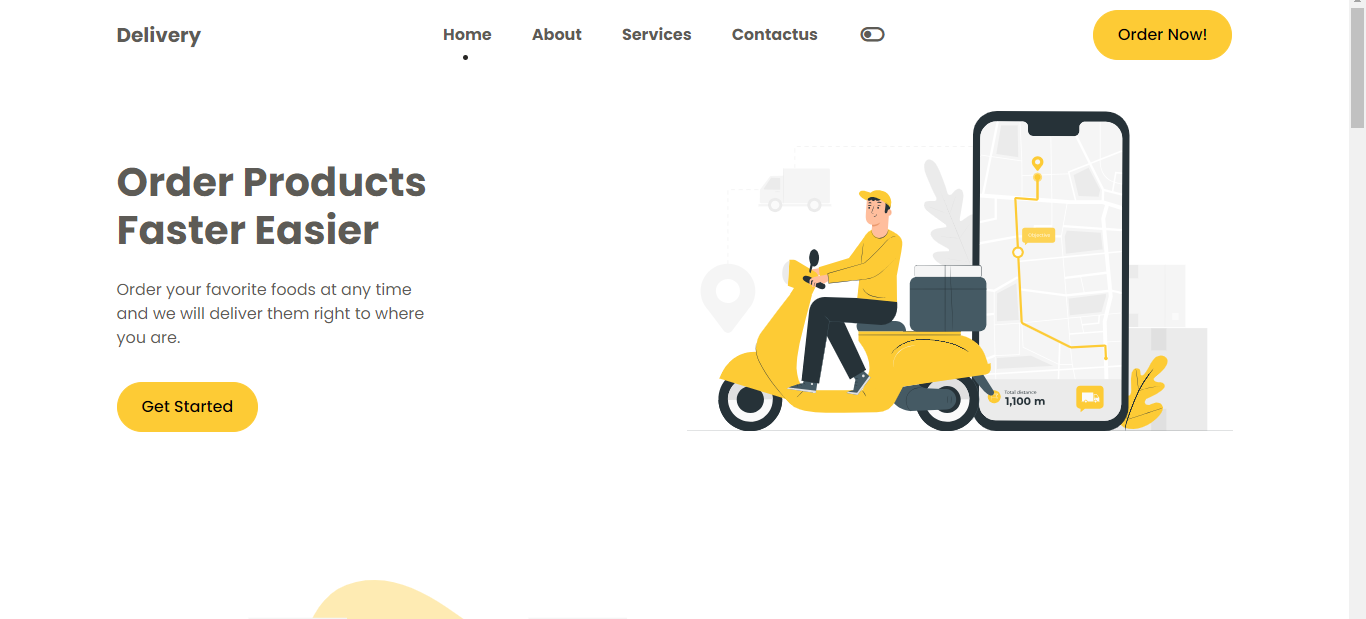 Delivery
Home
About
Services
Contactus
Order Now!
Order Products
Faster Easier
Order your favorite foods at any time
and we will deliver them right to where
you are.
Get Started
Total distance
1,100 m